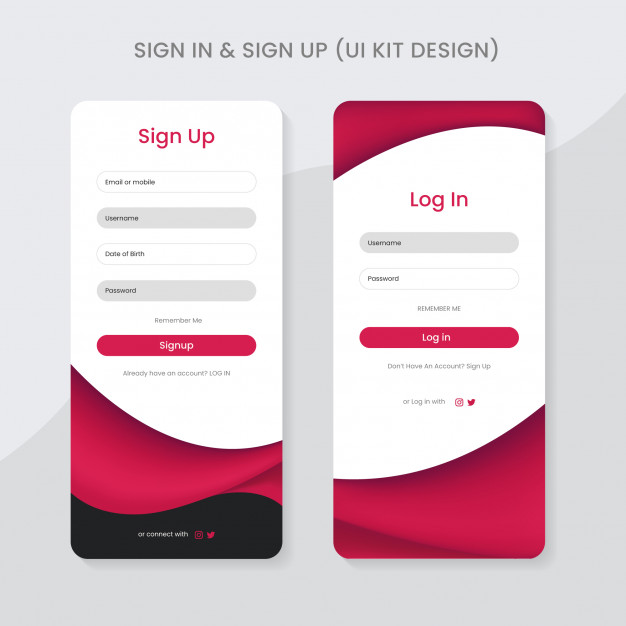 SIGN IN & SIGN UP (UI KIT DESIGN)
Sign Up
Email or mobile
Username
Date of Birth
Password
Remember Me
Signup
Already have an account? LOG IN
or connect with
Log In
Username
Password
REMEMBER ME
Log in
Don't Have An Account? Sign Up
or Log in with